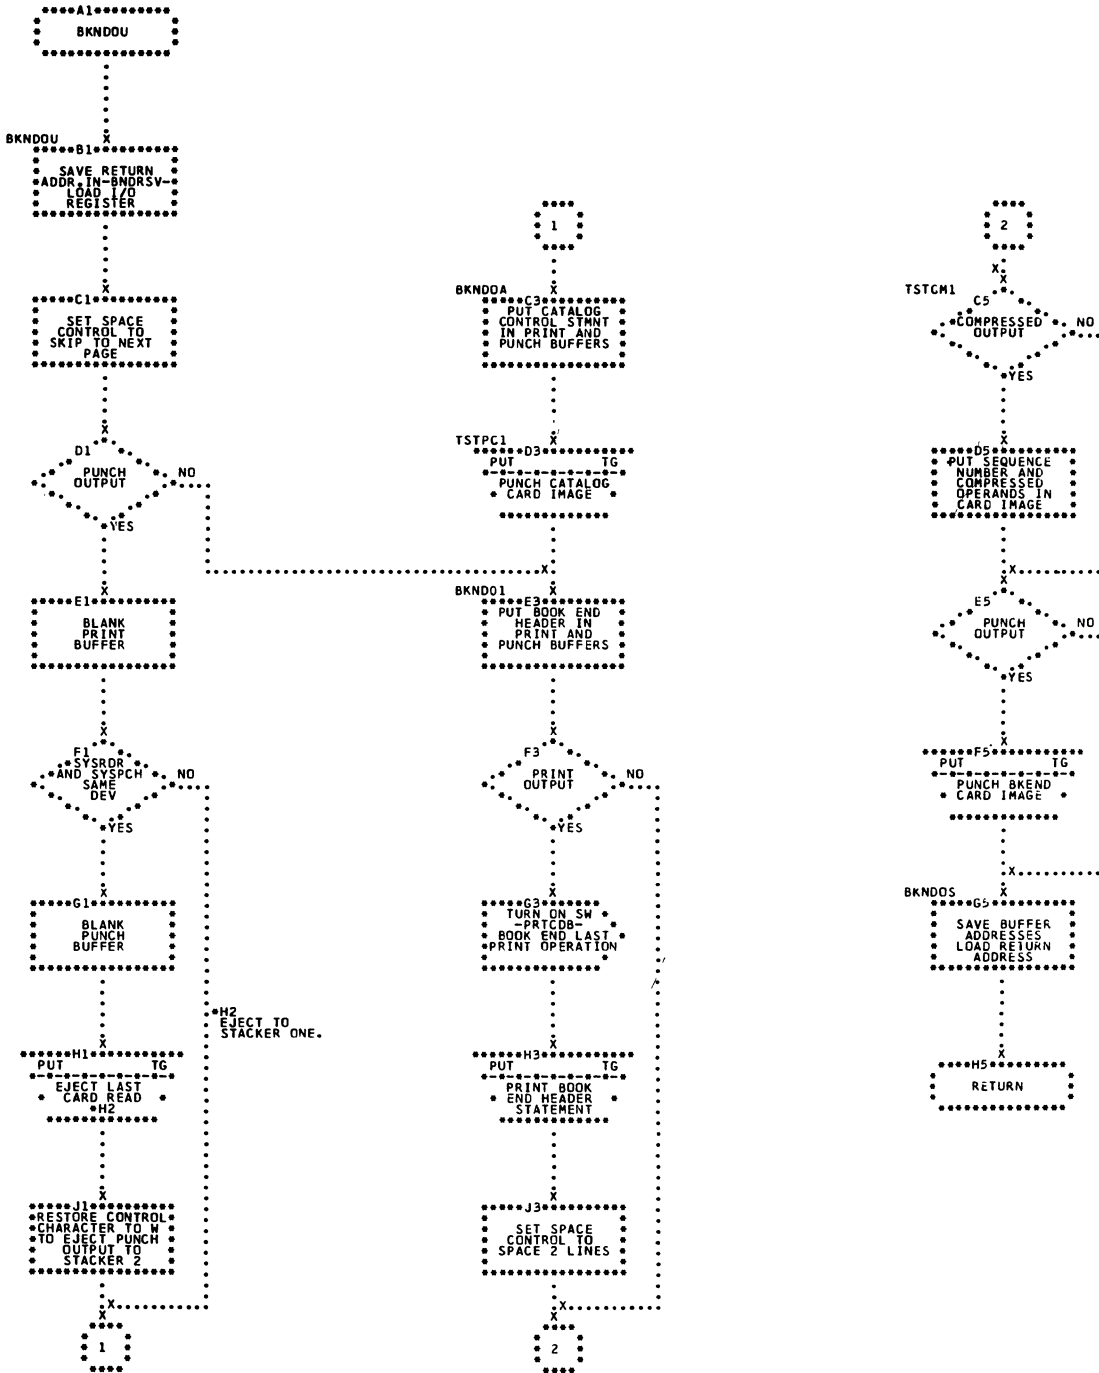 A1
BKNDOU
BKNDOU
B1
SAVE RETURN
ADDR.IN-BNDRSV-
LOAD I/O
REGISTER
C1
SET SPACE
CONTROL TO
SKIP TO NEXT
PAGE
D1
PUNCH
OUTPUT
NO
YES
E1
BLANK
PRINT
BUFFER
F1
SYSRDR
AND SYSPCH
SAME
DEV
NO
YES
G1
BLANK
PUNCH
BUFFER
*H2
EJECT TO
STACKER ONE.
H1
PUT TG
EJECT LAST
CARD READ
*H2
J1
RESTORE CONTROL
CHARACTER TO W
TO EJECT PUNCH
OUTPUT TO
STACKER 2
1
1
BKNDOA
C3
PUT CATALOG
CONTROL STMNT
IN PRINT AND
PUNCH BUFFERS
TSTPC1
D3
PUT TG
PUNCH CATALOG
CARD IMAGE
BKNDO1
E3
PUT BOOK END
HEADER IN
PRINT AND
PUNCH BUFFERS
F3
PRINT
OUTPUT
NO
YES
G3
TURN ON SW
-PRTCDB-
BOOK END LAST
PRINT OPERATION
H3
PUT TG
PRINT BOOK
END HEADER
STATEMENT
J3
SET SPACE
CONTROL TO
SPACE 2 LINES
2
2
TSTCM1
C5
COMPRESSED
OUTPUT
NO
YES
D5
PUT SEQUENCE
NUMBER AND
COMPRESSED
OPERANDS IN
CARD IMAGE
E5
PUNCH
OUTPUT
NO
YES
F5
PUT TG
PUNCH BKEND
CARD IMAGE
BKNDOS
G5
SAVE BUFFER
ADDRESSES
LOAD RETURN
ADDRESS
H5
RETURN